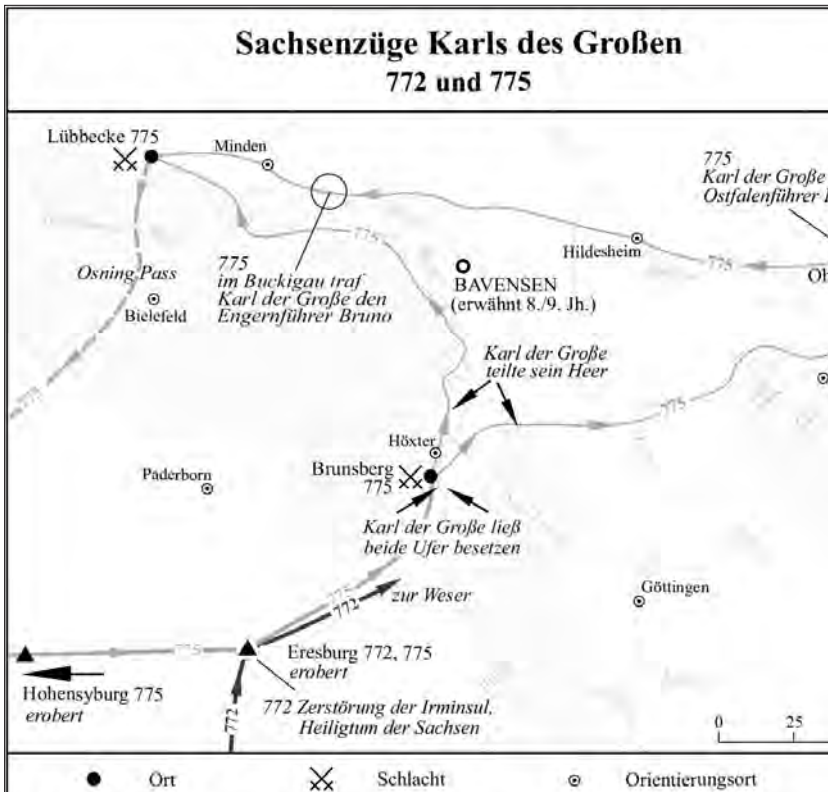 Sachsenzüge Karls des Großen
772 und 775
Lübbecke 775
Minden
775
Karl der Große
Ostfalenführer
Hildesheim
775
775
Osning Pass
775
im Buckigau traf
Karl der Große den
Engernführer Bruno
BAVENSEN
(erwähnt 8./9. Jh.)
Bielefeld
Karl der Große
teilte sein Heer
775
775
Höxter
Brunsberg
775
Paderborn
Karl der Große ließ
beide Ufer besetzen
775
772
zur Weser
Göttingen
775
Eresburg 772, 775
erobert
Hohensyburg 775
erobert
772 Zerstörung der Irminsul,
Heiligtum der Sachsen
772
0 25
Ort Schlacht Orientierungsort